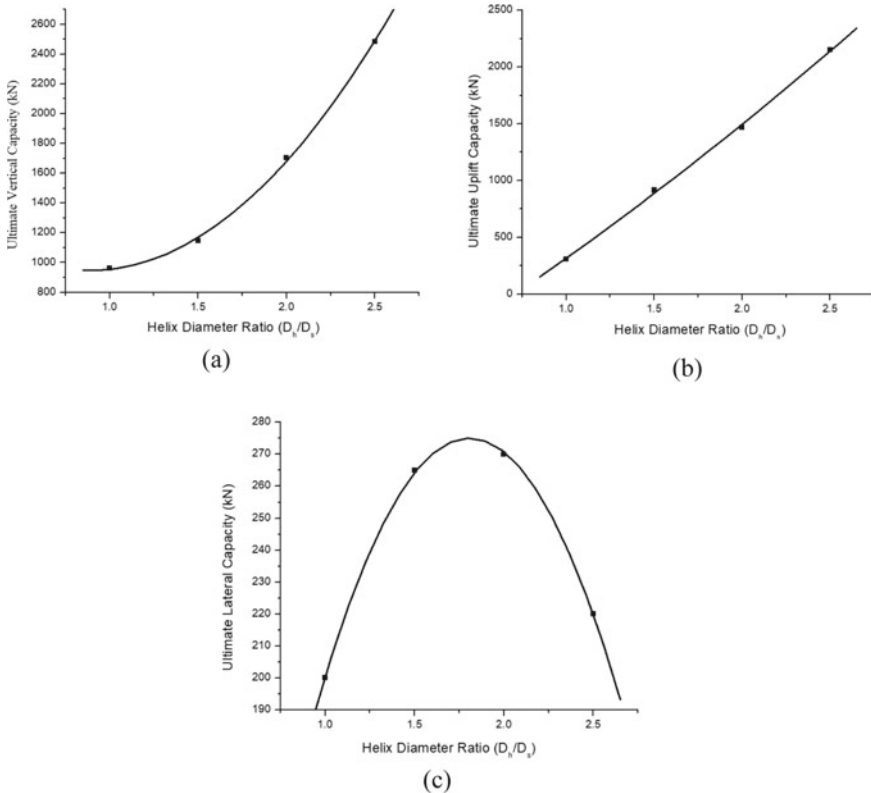 2600
2400
2200
2000
1800
1600
1400
1200
1000
800
Ultimate Vertical Capacity (kN)
1.0 1.5 2.0 2.5
Helix Diameter Ratio (Dₕ/Dₛ)
(a)
2500
2000
1500
1000
500
0
Ultimate Uplift Capacity (kN)
1.0 1.5 2.0 2.5
Helix Diameter Ratio (Dₕ/Dₛ)
(b)
280
270
260
250
240
230
220
210
200
190
Ultimate Lateral Capacity (kN)
1.0 1.5 2.0 2.5
Helix Diameter Ratio (Dₕ/Dₛ)
(c)